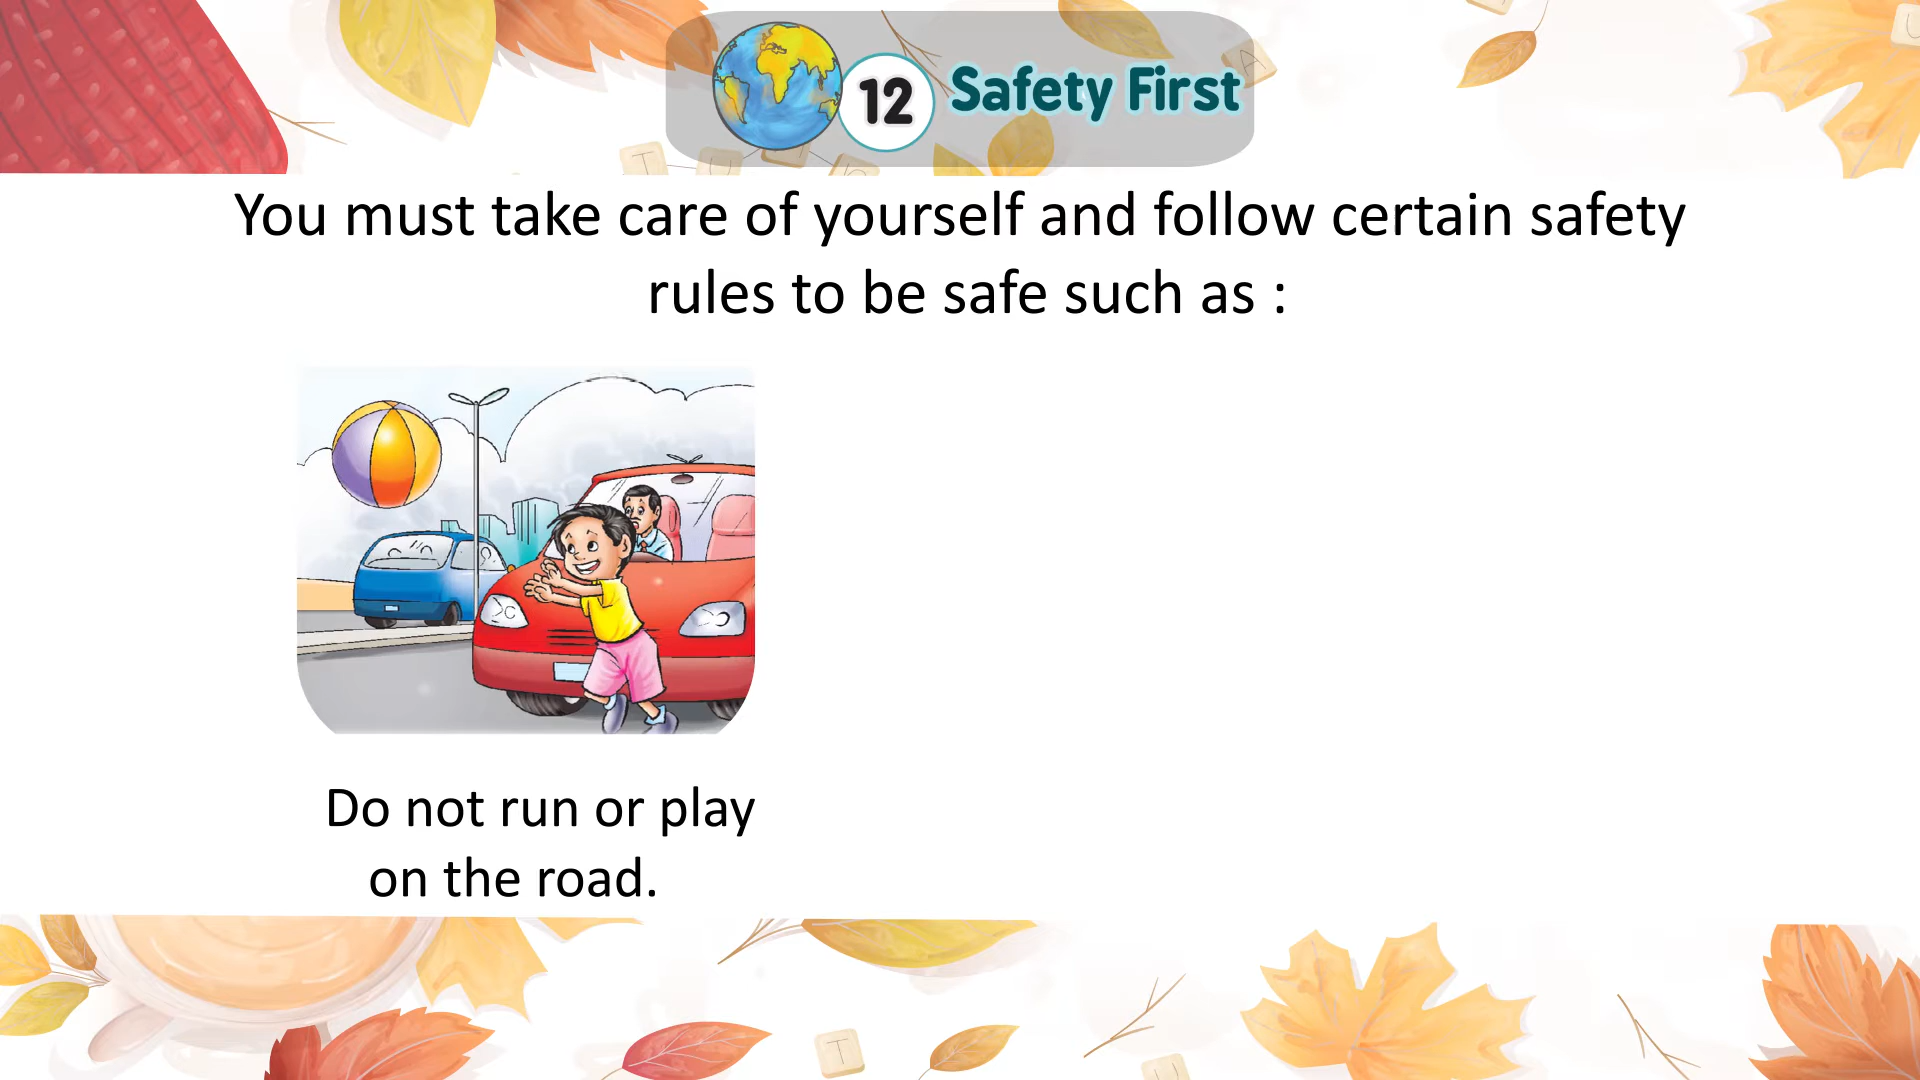 12 Safety First
You must take care of yourself and follow certain safety
rules to be safe such as :
Do not run or play
on the road.
T